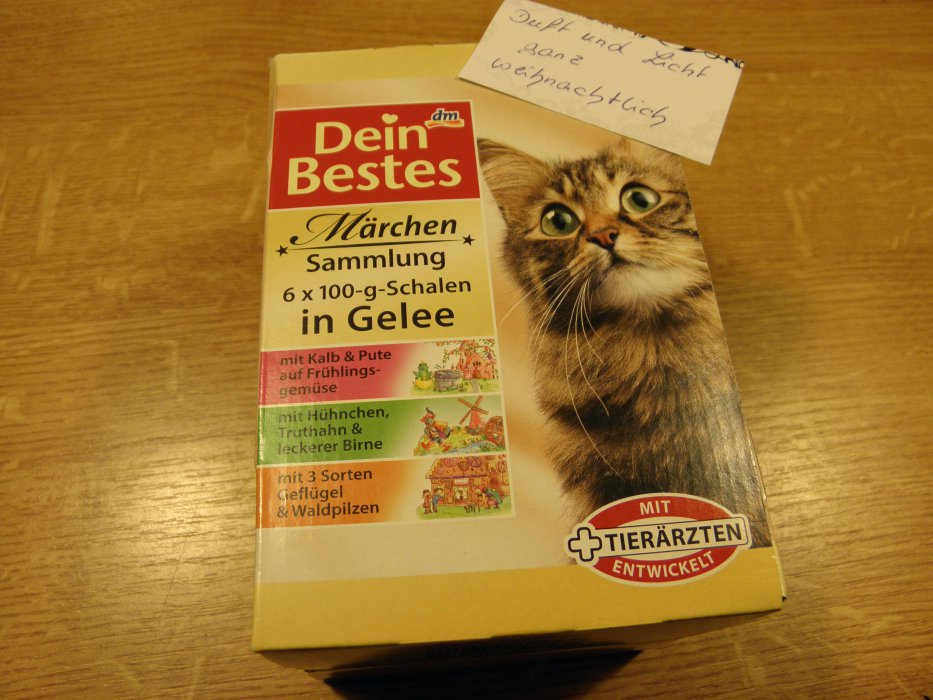 Duft und Licht
ganz
weihnachtlich
dm
Dein
Bestes
Märchen
Sammlung
6 x 100-g-Schalen
in Gelee
mit Kalb & Pute
auf Frühlings-
gemüse
mit Hühnchen,
Truthahn &
leckerer Birne
mit 3 Sorten
Geflügel
& Waldpilzen
MIT
TIERÄRZTEN
ENTWICKELT